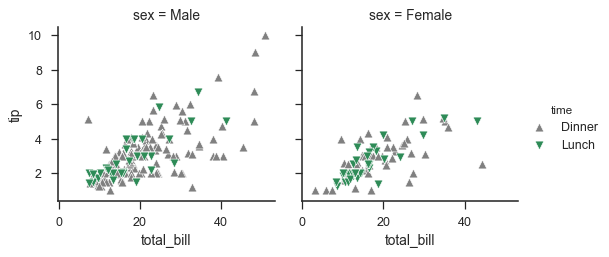 sex = Male
sex = Female
10
8
6
4
2
tip
0
20
40
total_bill
0
20
40
total_bill
time
Dinner
Lunch